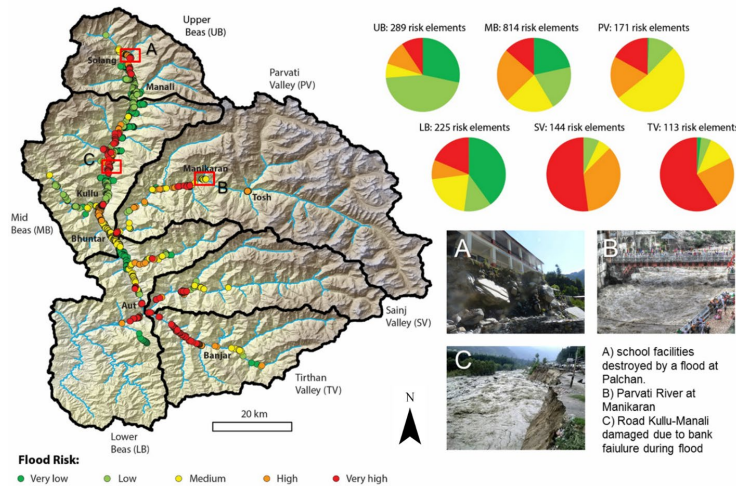 Upper
Beas (UB)
A
Solang
Manali
Parvati
Valley (PV)
C
Manikaran
B
Tosh
Kullu
Mid
Beas (MB)
Bhuntar
Aut
Sainj
Valley (SV)
Banjar
Tirthan
Valley (TV)
Lower
Beas (LB)
20 km
N
Flood Risk:
Very low
Low
Medium
High
Very high
UB: 289 risk elements
MB: 814 risk elements
PV: 171 risk elements
LB: 225 risk elements
SV: 144 risk elements
TV: 113 risk elements
A
B
C
A) school facilities
destroyed by a flood at
Palchan.
B) Parvati River at
Manikaran
C) Road Kullu-Manali
damaged due to bank
faiulure during flood